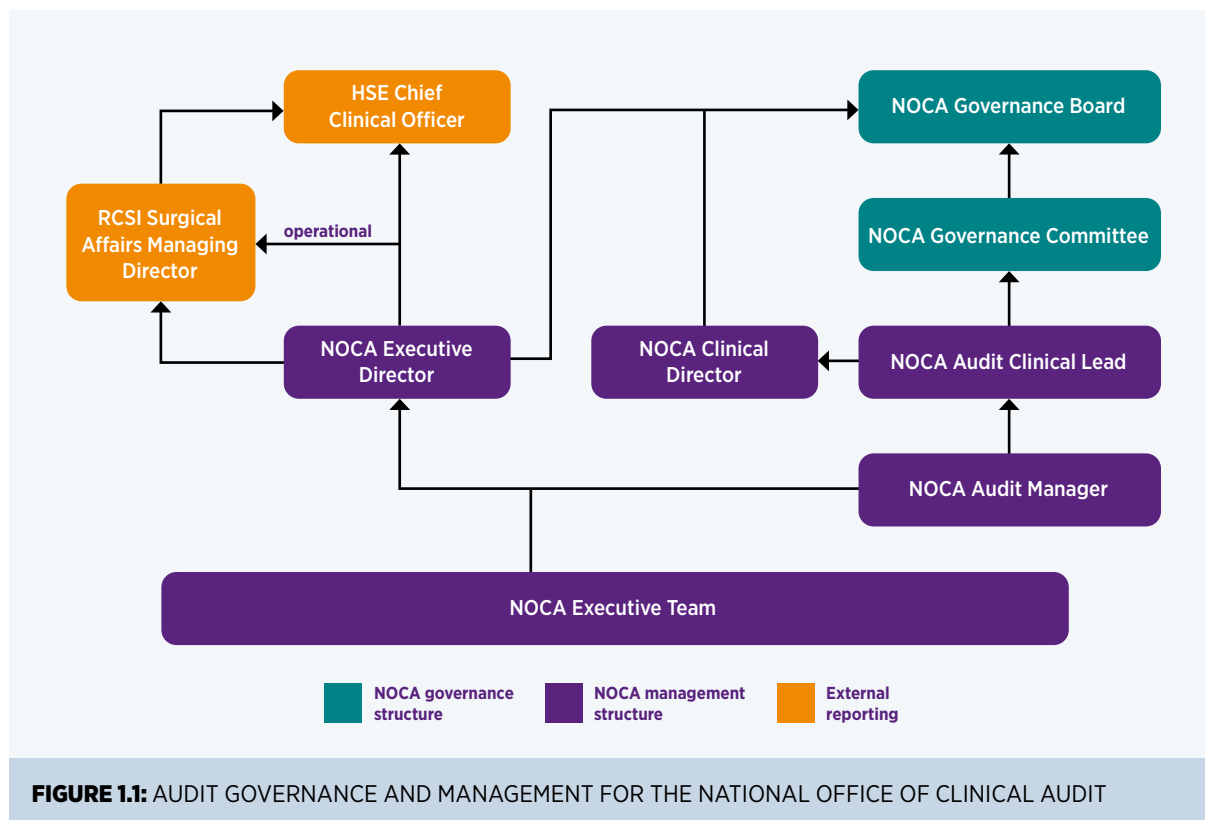 HSE Chief
Clinical Officer
NOCA Governance Board
RCSI Surgical
Affairs Managing
Director
operational
NOCA Governance Committee
NOCA Executive
Director
NOCA Clinical
Director
NOCA Audit Clinical Lead
NOCA Audit Manager
NOCA Executive Team
NOCA governance
structure
NOCA management
structure
External
reporting
FIGURE 1.1: AUDIT GOVERNANCE AND MANAGEMENT FOR THE NATIONAL OFFICE OF CLINICAL AUDIT